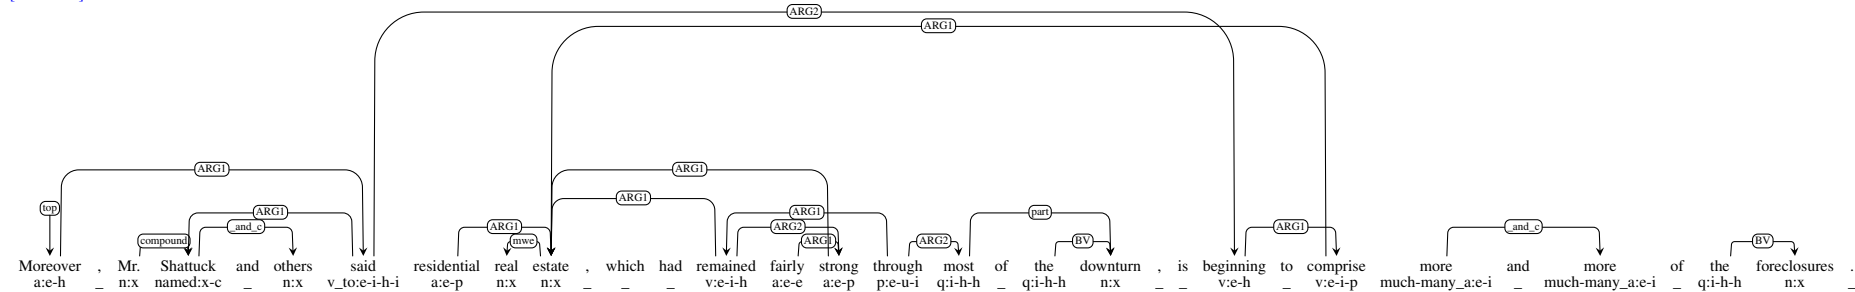 ARG2
ARG1
ARG1 ARG1
top ARG1
ARG1 ARG1 part
_and_c ARG1 ARG2 ARG1 _and_c
compound mwe ARG1 ARG2 BV BV
Moreover , Mr. Shattuck and others said residential real estate , which had remained fairly strong through most of the downturn , is beginning to comprise more and more of the foreclosures .
a:e-h _ n:x named:x-c _ n:x v_to:e-i-h-i a:e-p n:x n:x _ _ _ v:e-i-h a:e-e a:e-p p:e-u-i q:i-h-h _ q:i-h-h n:x _ _ v:e-h _ v:e-i-p much-many_a:e-i _ much-many_a:e-i _ q:i-h-h n:x _